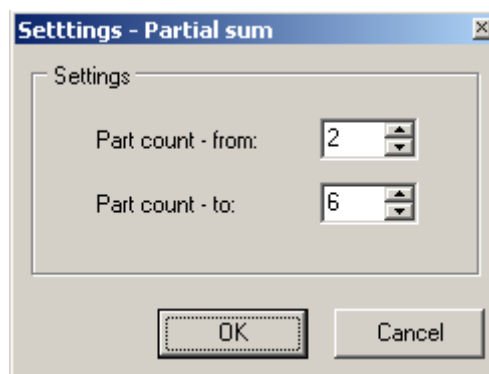 Setttings - Partial sum
Settings
Part count - from: 2
Part count - to: 6
OK Cancel